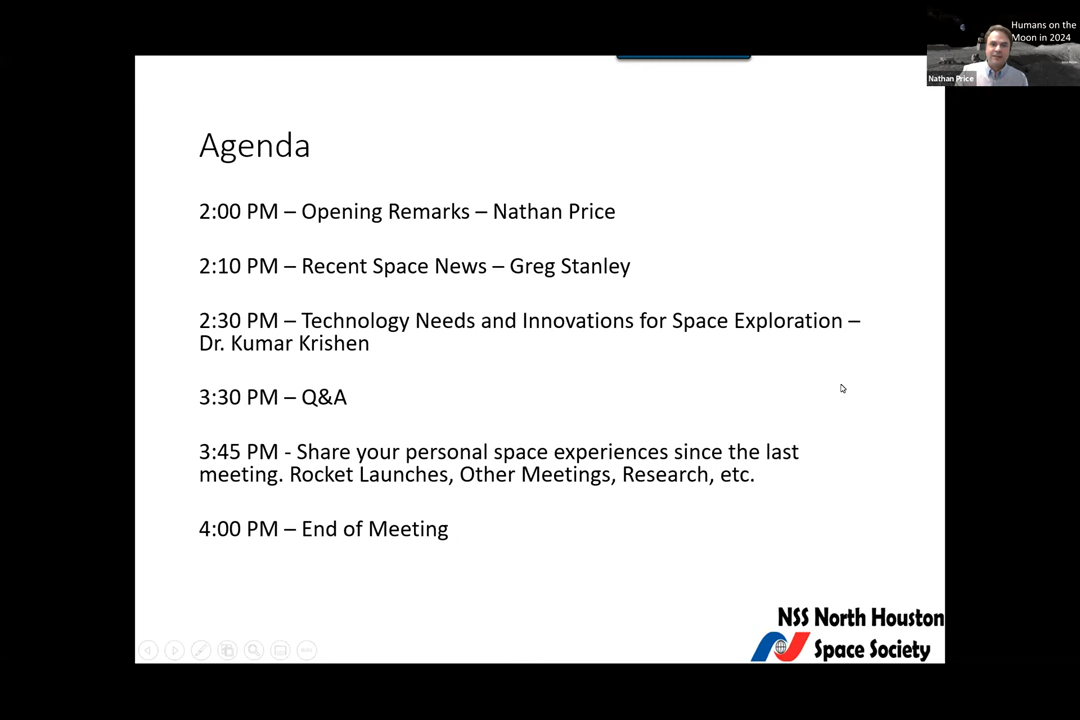 Humans on the
Moon in 2024
Nathan Price
Agenda
2:00 PM – Opening Remarks – Nathan Price
2:10 PM – Recent Space News – Greg Stanley
2:30 PM – Technology Needs and Innovations for Space Exploration –
Dr. Kumar Krishen
3:30 PM – Q&A
3:45 PM - Share your personal space experiences since the last
meeting. Rocket Launches, Other Meetings, Research, etc.
4:00 PM – End of Meeting
NSS North Houston
Space Society